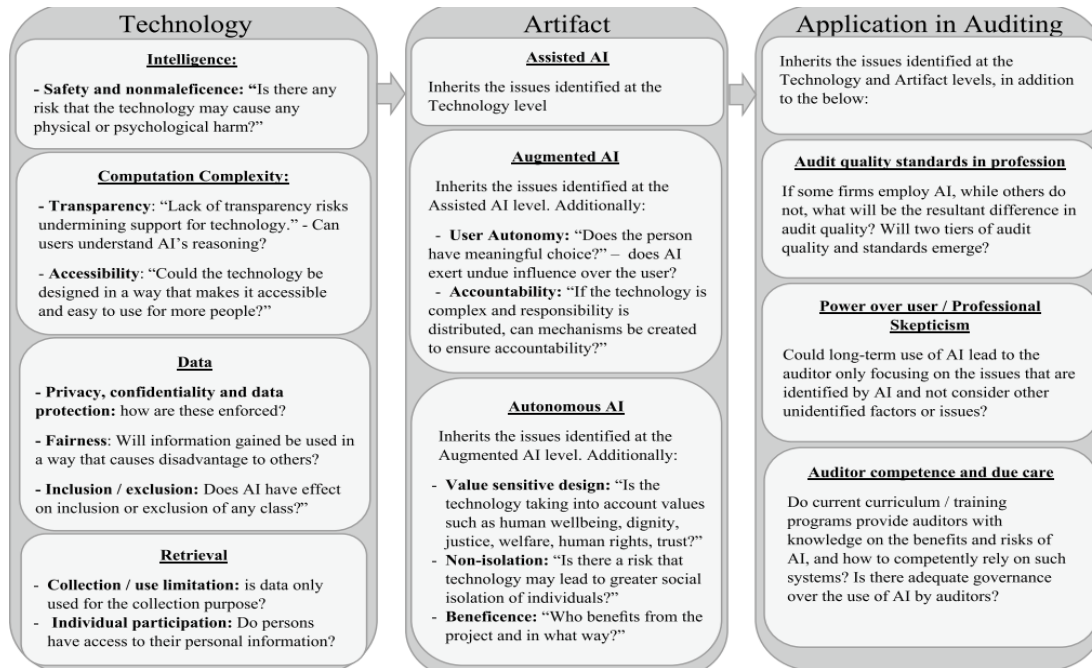 Technology
Intelligence:
- Safety and nonmaleficence: “Is there any
risk that the technology may cause any
physical or psychological harm?”
Computation Complexity:
- Transparency: “Lack of transparency risks
undermining support for technology.” - Can
users understand AI’s reasoning?
- Accessibility: “Could the technology be
designed in a way that makes it accessible
and easy to use for more people?”
Data
- Privacy, confidentiality and data
protection: how are these enforced?
- Fairness: Will information gained be used in
a way that causes disadvantage to others?
- Inclusion / exclusion: Does AI have effect
on inclusion or exclusion of any class?”
Retrieval
- Collection / use limitation: is data only
used for the collection purpose?
- Individual participation: Do persons
have access to their personal information?
Artifact
Assisted AI
Inherits the issues identified at the
Technology level
Augmented AI
Inherits the issues identified at the
Assisted AI level. Additionally:
- User Autonomy: “Does the person
have meaningful choice?” – does AI
exert undue influence over the user?
- Accountability: “If the technology is
complex and responsibility is
distributed, can mechanisms be created
to ensure accountability?”
Autonomous AI
Inherits the issues identified at the
Augmented AI level. Additionally:
- Value sensitive design: “Is the
technology taking into account values
such as human wellbeing, dignity,
justice, welfare, human rights, trust?”
- Non-isolation: “Is there a risk that
technology may lead to greater social
isolation of individuals?”
- Beneficence: “Who benefits from the
project and in what way?”
Application in Auditing
Inherits the issues identified at the
Technology and Artifact levels, in addition
to the below:
Audit quality standards in profession
If some firms employ AI, while others do
not, what will be the resultant difference in
audit quality? Will two tiers of audit
quality and standards emerge?
Power over user / Professional
Skepticism
Could long-term use of AI lead to the
auditor only focusing on the issues that are
identified by AI and not consider other
unidentified factors or issues?
Auditor competence and due care
Do current curriculum / training
programs provide auditors with
knowledge on the benefits and risks of
AI, and how to competently rely on such
systems? Is there adequate governance
over the use of AI by auditors?